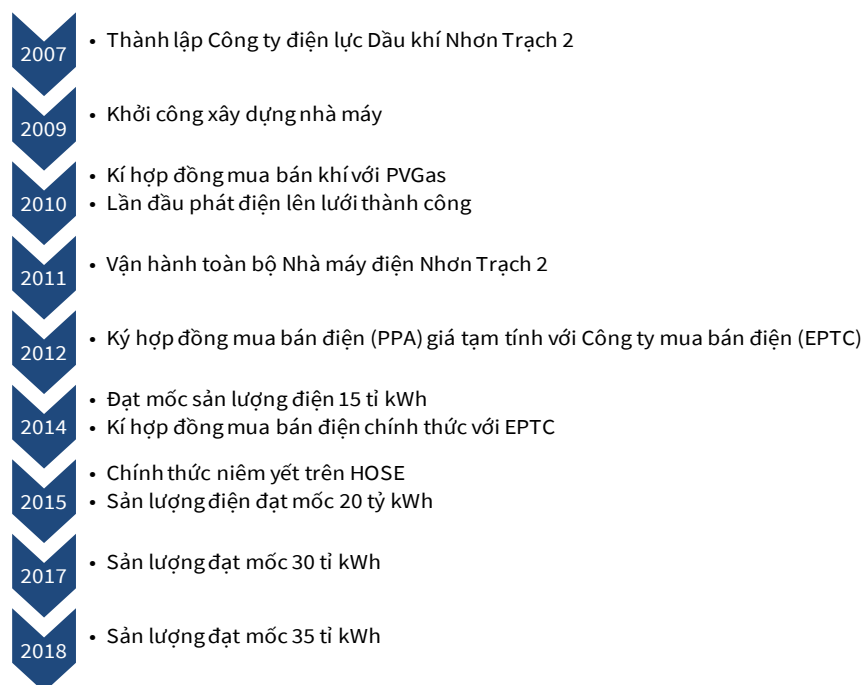 2007
• Thành lập Công ty điện lực Dầu khí Nhơn Trạch 2
2009
• Khởi công xây dựng nhà máy
2010
• Kí hợp đồng mua bán khí với PVGas
• Lần đầu phát điện lên lưới thành công
2011
• Vận hành toàn bộ Nhà máy điện Nhơn Trạch 2
2012
• Ký hợp đồng mua bán điện (PPA) giá tạm tính với Công ty mua bán điện (EPTC)
2014
• Đạt mốc sản lượng điện 15 tỉ kWh
• Kí hợp đồng mua bán điện chính thức với EPTC
2015
• Chính thức niêm yết trên HOSE
• Sản lượng điện đạt mốc 20 tỷ kWh
2017
• Sản lượng đạt mốc 30 tỉ kWh
2018
• Sản lượng đạt mốc 35 tỉ kWh